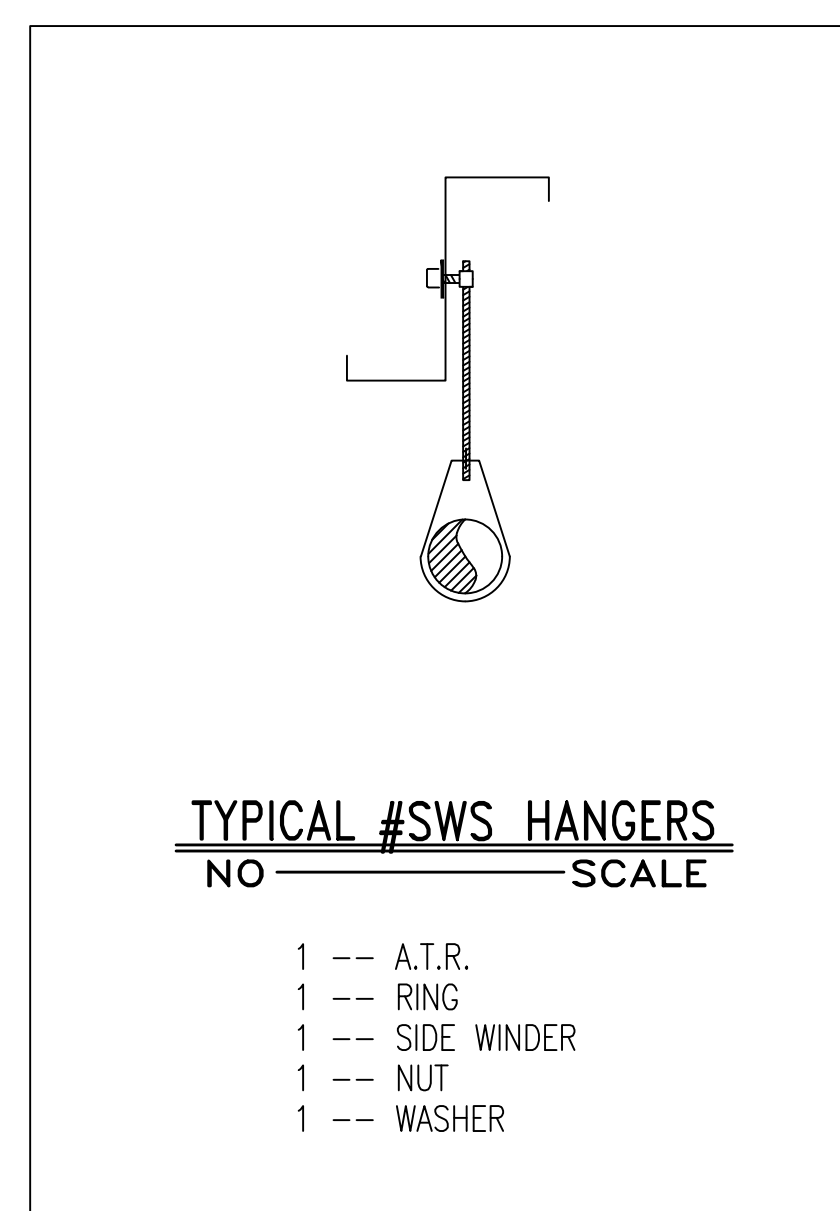 TYPICAL #SWS HANGERS
NO SCALE
1 -- A.T.R.
1 -- RING
1 -- SIDE WINDER
1 -- NUT
1 -- WASHER